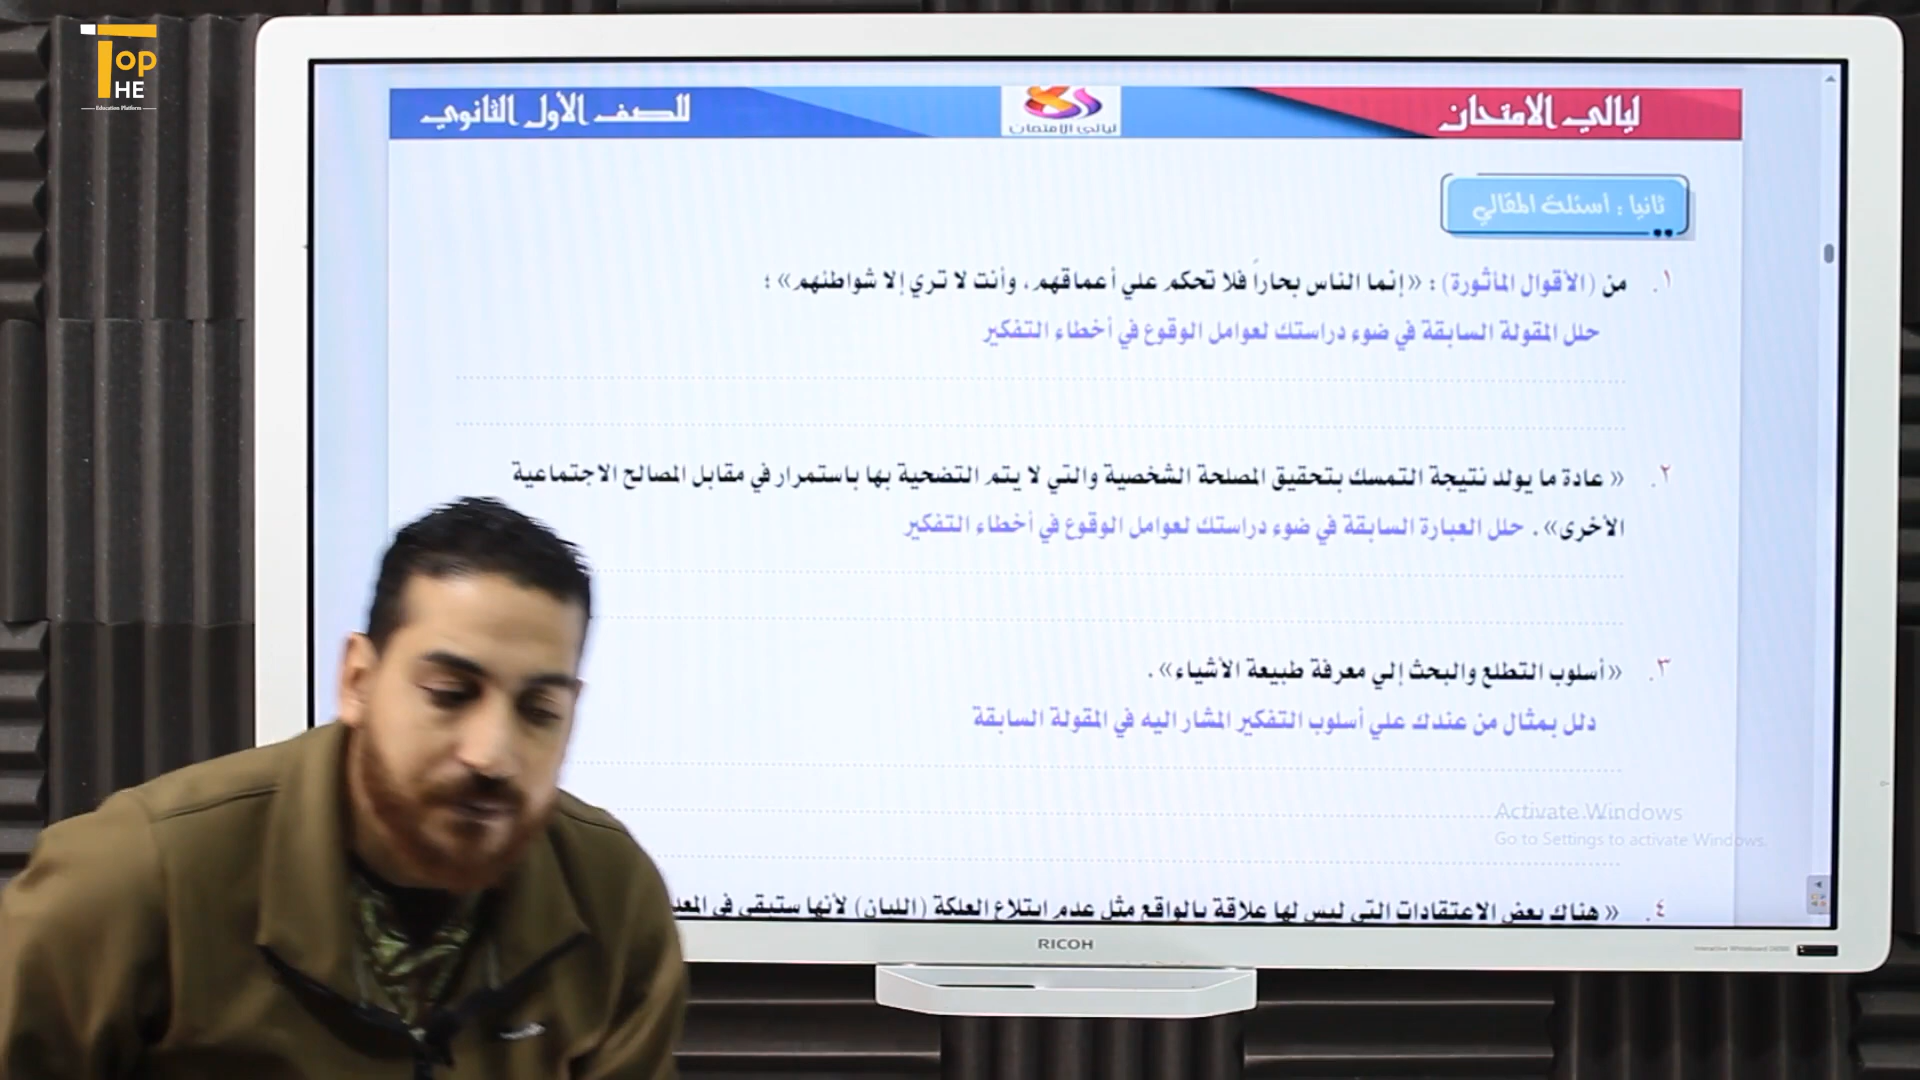 Top
HE
Education Platform
ليالي الامتحان
ليالي الامتحان
للصف الأول الثانوي
ثانيا : أسئلة المقالي
١. من (الأقوال المأثورة) : «إنما الناس بحاراً فلا تحكم علي أعماقهم، وأنت لا تري إلا شواطئهم» ؛
حلل المقولة السابقة في ضوء دراستك لعوامل الوقوع في أخطاء التفكير
٢. « عادة ما يولد نتيجة التمسك بتحقيق المصلحة الشخصية والتي لا يتم التضحية بها باستمرار في مقابل المصالح الاجتماعية
الأخرى» . حلل العبارة السابقة في ضوء دراستك لعوامل الوقوع في أخطاء التفكير
٣. «أسلوب التطلع والبحث إلي معرفة طبيعة الأشياء» .
دلل بمثال من عندك علي أسلوب التفكير المشار اليه في المقولة السابقة
Activate Windows
Go to Settings to activate Windows.
٤. « هناك بعض الاعتقادات التي ليس لها علاقة بالواقع مثل عدم ابتلاع العلكة (اللبان) لأنها ستبقى في
RICOH